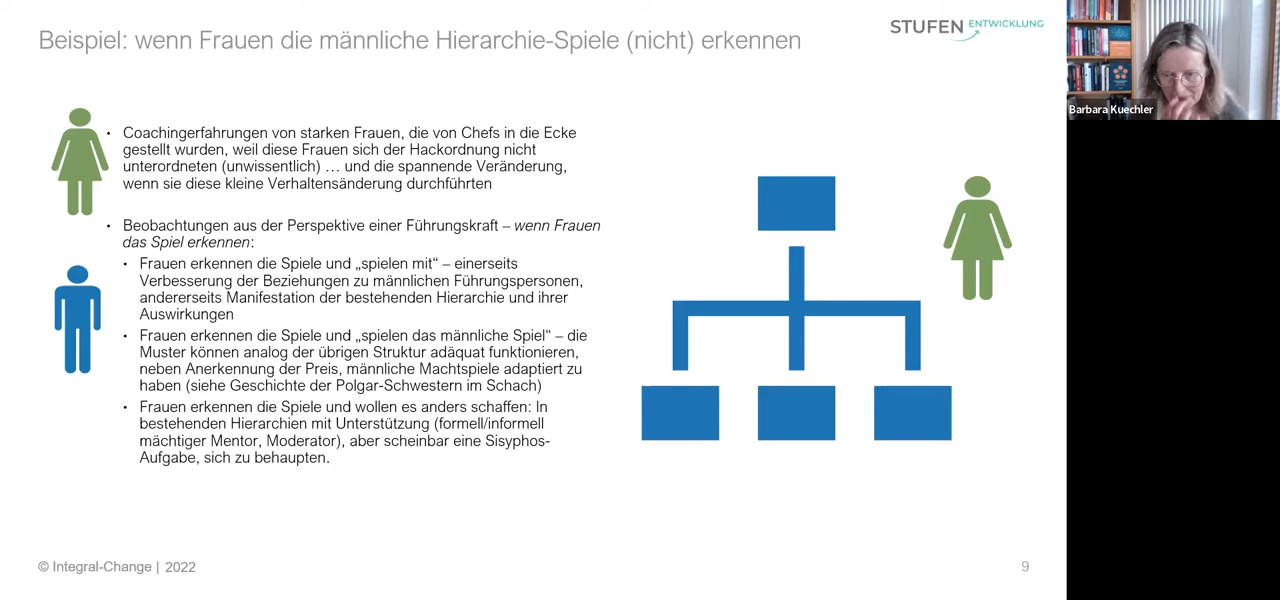 Beispiel: wenn Frauen die männliche Hierarchie-Spiele (nicht) erkennen
STUFEN ENTWICKLUNG
Barbara Kuechler
• Coachingerfahrungen von starken Frauen, die von Chefs in die Ecke
gestellt wurden, weil diese Frauen sich der Hackordnung nicht
unterordneten (unwissentlich) … und die spannende Veränderung,
wenn sie diese kleine Verhaltensänderung durchführten
• Beobachtungen aus der Perspektive einer Führungskraft – wenn Frauen
das Spiel erkennen:
• Frauen erkennen die Spiele und „spielen mit“ – einerseits
Verbesserung der Beziehungen zu männlichen Führungspersonen,
andererseits Manifestation der bestehenden Hierarchie und ihrer
Auswirkungen
• Frauen erkennen die Spiele und „spielen das männliche Spiel“ – die
Muster können analog der übrigen Struktur adäquat funktionieren,
neben Anerkennung der Preis, männliche Machtspiele adaptiert zu
haben (siehe Geschichte der Polgar-Schwestern im Schach)
• Frauen erkennen die Spiele und wollen es anders schaffen: In
bestehenden Hierarchien mit Unterstützung (formell/informell
mächtiger Mentor, Moderator), aber scheinbar eine Sisyphos-
Aufgabe, sich zu behaupten.
© Integral-Change | 2022
9